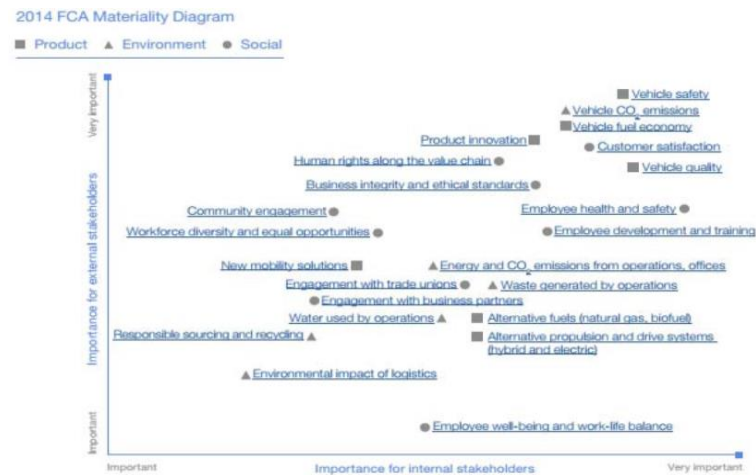 2014 FCA Materiality Diagram
Product Environment Social
Very important
Vehicle safety
Vehicle CO2 emissions
Vehicle fuel economy
Product innovation
Customer satisfaction
Human rights along the value chain
Vehicle quality
Business integrity and ethical standards
Community engagement
Employee health and safety
Workforce diversity and equal opportunities
Employee development and training
Importance for external stakeholders
New mobility solutions
Energy and CO2 emissions from operations, offices
Engagement with trade unions
Waste generated by operations
Engagement with business partners
Water used by operations
Alternative fuels (natural gas, biofuel)
Responsible sourcing and recycling
Alternative propulsion and drive systems
(hybrid and electric)
Environmental impact of logistics
Employee well-being and work-life balance
Important
Important
Importance for internal stakeholders
Very important